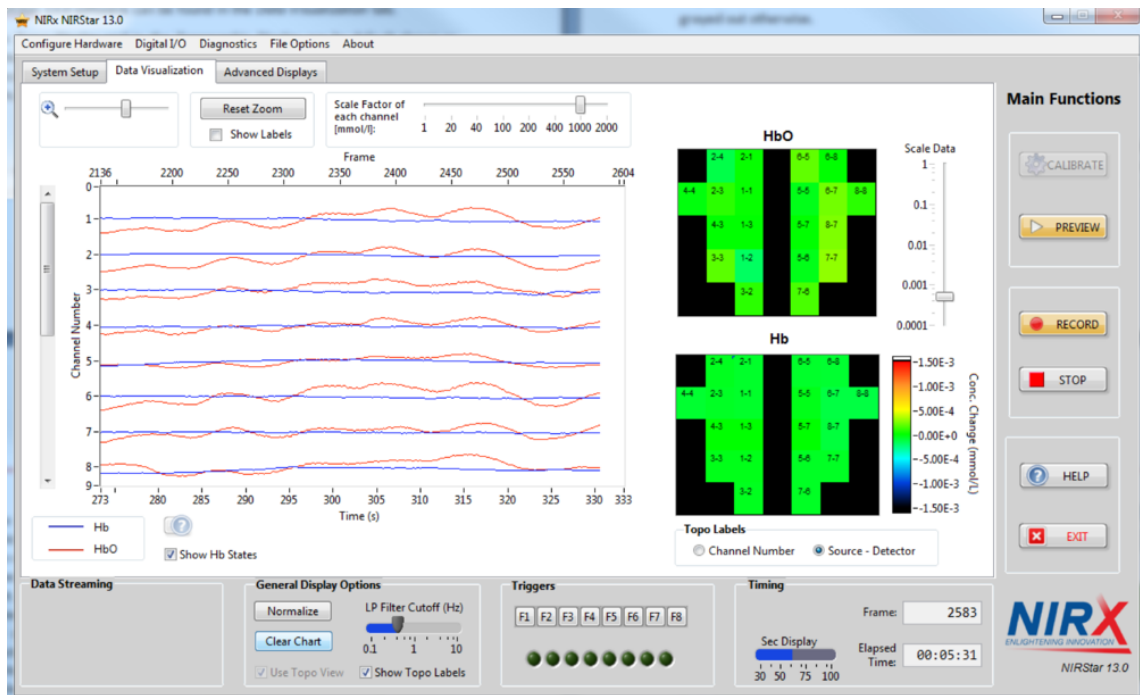 greyed out otherwise.
NIRx NIRStar 13.0
Configure Hardware Digital I/O Diagnostics File Options About
System Setup Data Visualization Advanced Displays
Main Functions
Reset Zoom
Show Labels
Scale Factor of
each channel
[mmol/l]:
1 20 40 100 200 400 1000 2000
Frame
2136 2200 2250 2300 2350 2400 2450 2500 2550 2604
Channel Number
0
1
2
3
4
5
6
7
8
9
273 280 285 290 295 300 305 310 315 320 325 330 333
Time (s)
Hb
HbO
Show Hb States
HbO
2-4 2-1 6-5 6-8
4-4 2-3 1-1 5-5 6-7 8-8
4-3 1-3 5-7 8-7
3-3 1-2 5-6 7-7
3-2 7-6
Scale Data
1
0.1
0.01
0.001
0.0001
Hb
2-4 2-1 6-5 6-8
4-4 2-3 1-1 5-5 6-7 8-8
4-3 1-3 5-7 8-7
3-3 1-2 5-6 7-7
3-2 7-6
1.50E-3
1.00E-3
5.00E-4
0.00E+0
-5.00E-4
-1.00E-3
-1.50E-3
Conc. Change (mmol/L)
Topo Labels
Channel Number Source - Detector
CALIBRATE
PREVIEW
RECORD
STOP
HELP
EXIT
Data Streaming
General Display Options
Normalize
Clear Chart
LP Filter Cutoff (Hz)
0.1 1 10
Use Topo View Show Topo Labels
Triggers
F1 F2 F3 F4 F5 F6 F7 F8
Timing
Sec Display
30 50 75 100
Frame: 2583
Elapsed
Time: 00:05:31
NIRX
ENLIGHTENING INNOVATION
NIRStar 13.0